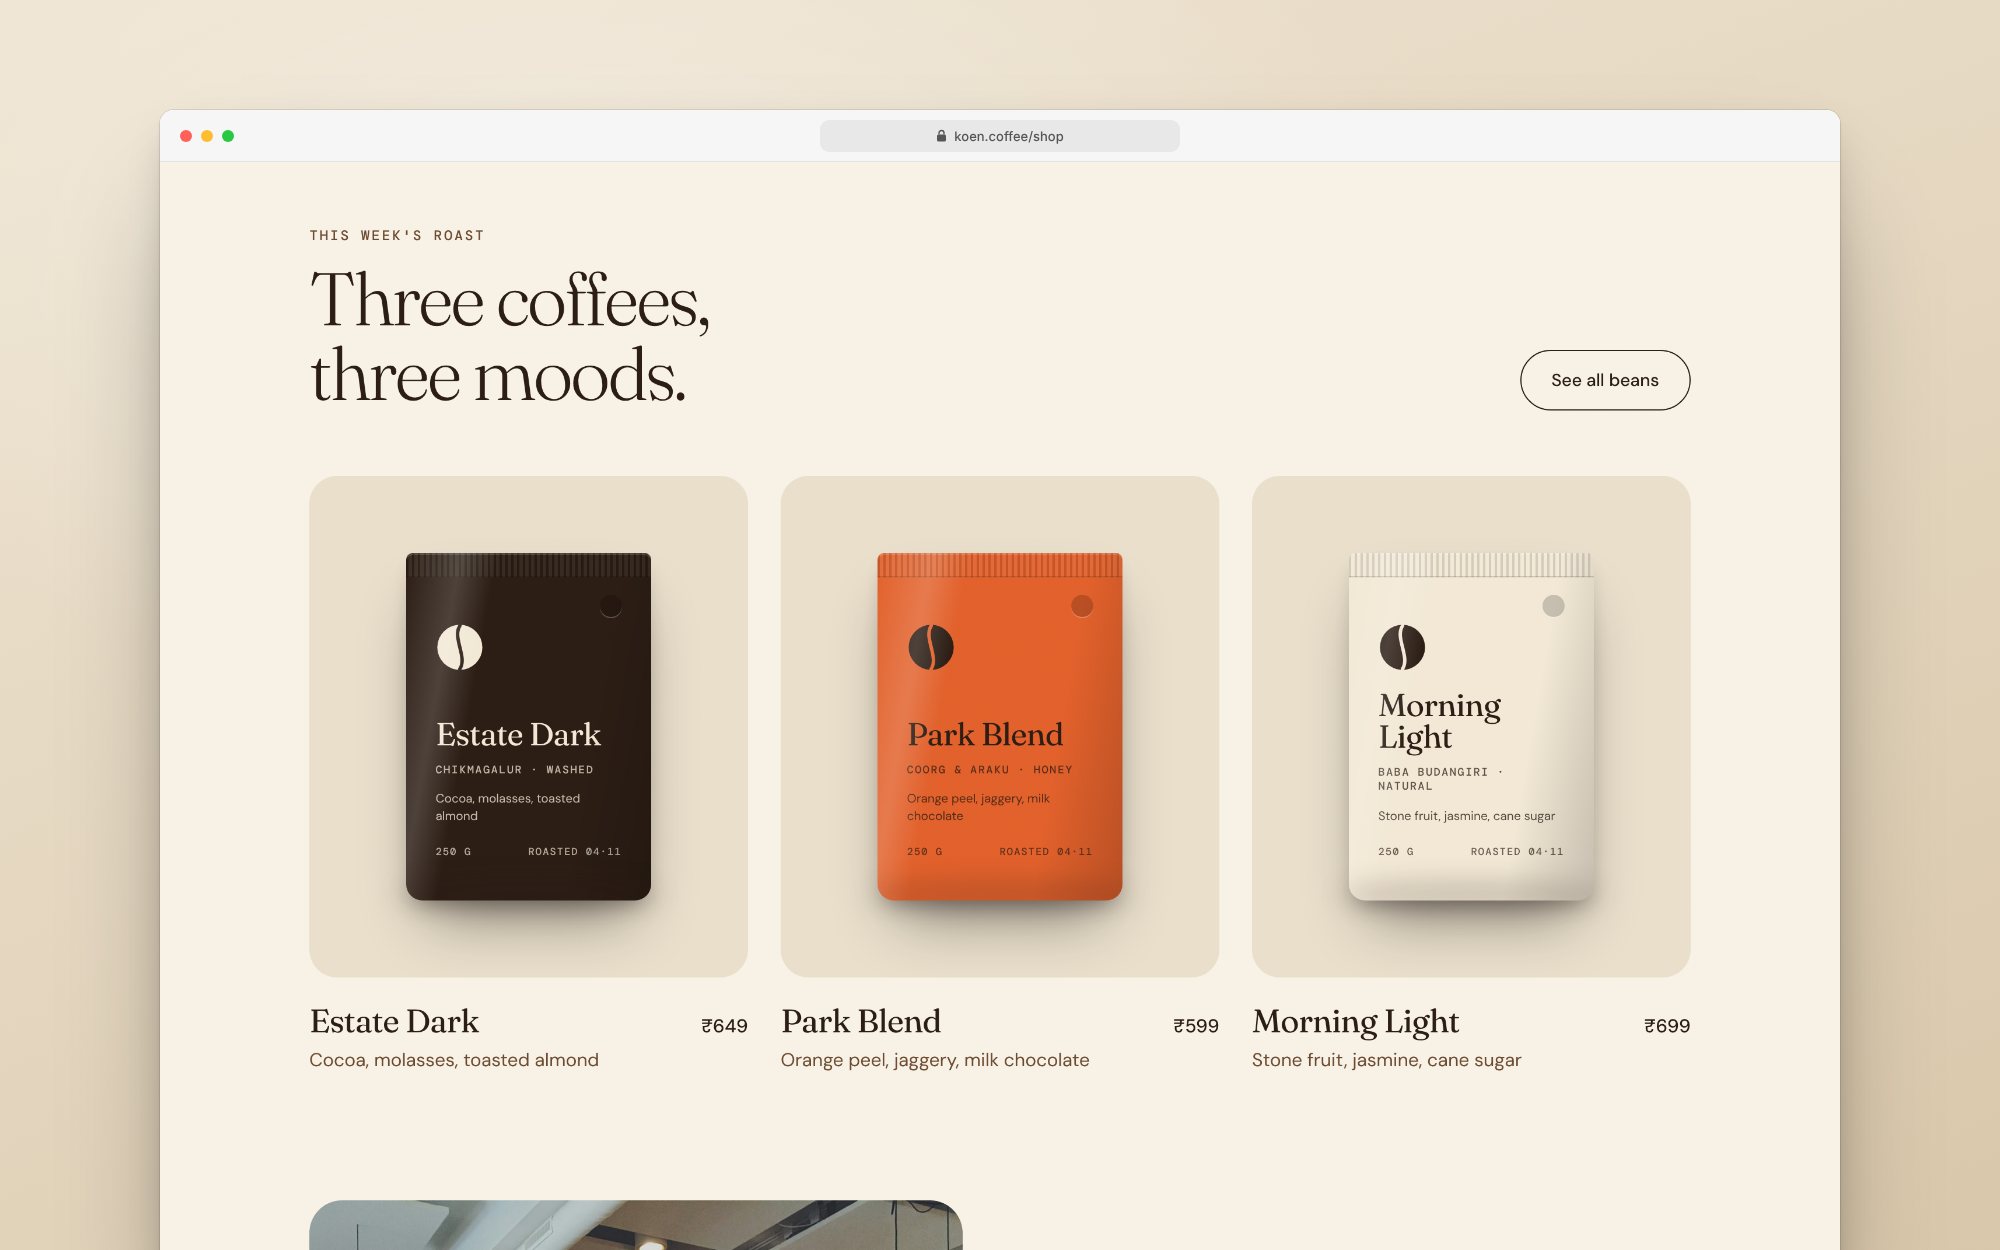 koen.coffee/shop
THIS WEEK'S ROAST
Three coffees,
three moods.
See all beans
Estate Dark
CHIKMAGALUR · WASHED
Cocoa, molasses, toasted
almond
250 G ROASTED 04·11
Park Blend
COORG & ARAKU · HONEY
Orange peel, jaggery, milk
chocolate
250 G ROASTED 04·11
Morning
Light
BABA BUDANGIRI ·
NATURAL
Stone fruit, jasmine, cane sugar
250 G ROASTED 04·11
Estate Dark ₹649
Cocoa, molasses, toasted almond
Park Blend ₹599
Orange peel, jaggery, milk chocolate
Morning Light ₹699
Stone fruit, jasmine, cane sugar